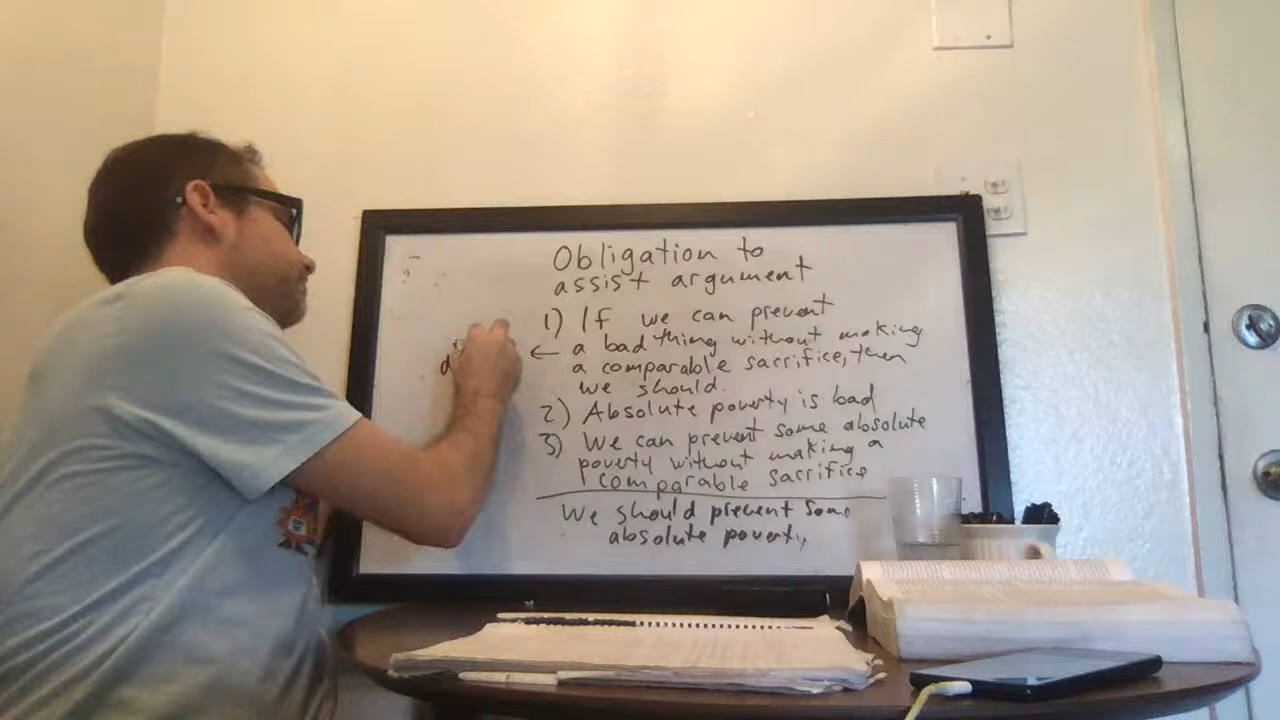 Obligation to
assist argument
1) If we can prevent
← a bad thing without making
a comparable sacrifice, then
we should.
2) Absolute poverty is bad
3) We can prevent some absolute
poverty without making a
comparable sacrifice
We should prevent some
absolute poverty
d